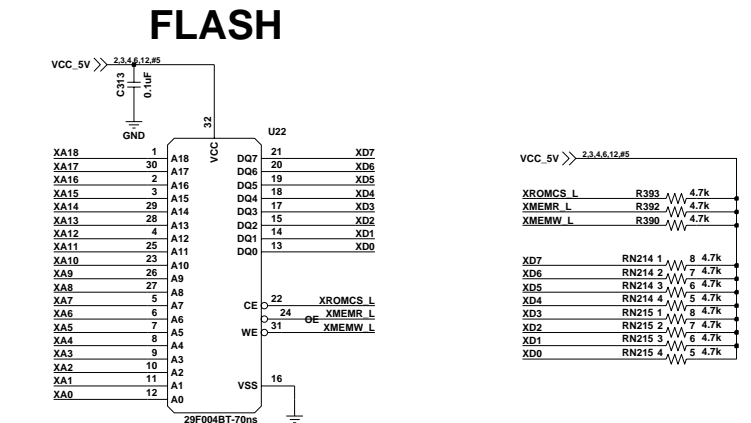 FLASH
VCC_5V 2,3,4,6,12,#5
C313 0.1uF
GND
32
VCC
U22
XA18 1 A18 DQ7 21 XD7
XA17 30 A17 DQ6 20 XD6
XA16 2 A16 DQ5 19 XD5
XA15 3 A15 DQ4 18 XD4
XA14 29 A14 DQ3 17 XD3
XA13 28 A13 DQ2 15 XD2
XA12 4 A12 DQ1 14 XD1
XA11 25 A11 DQ0 13 XD0
XA10 23 A10
XA9 26 A9
XA8 27 A8
XA7 5 A7 CE 22 XROMCS_L
XA6 6 A6 24 OE XMEMR_L
XA5 7 A5 WE 31 XMEMW_L
XA4 8 A4
XA3 9 A3
XA2 10 A2
XA1 11 A1 VSS 16
XA0 12 A0
29F004BT-70ns
VCC_5V 2,3,4,6,12,#5
XROMCS_L R393 4.7k
XMEMR_L R392 4.7k
XMEMW_L R390 4.7k
XD7 RN214 1 8 4.7k
XD6 RN214 2 7 4.7k
XD5 RN214 3 6 4.7k
XD4 RN214 4 5 4.7k
XD3 RN215 1 8 4.7k
XD2 RN215 2 7 4.7k
XD1 RN215 3 6 4.7k
XD0 RN215 4 5 4.7k